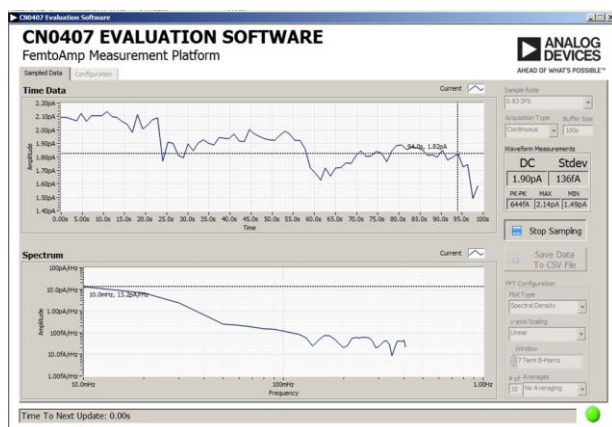 CN0407 Evaluation Software
CN0407 EVALUATION SOFTWARE
FemtoAmp Measurement Platform
ANALOG
DEVICES
AHEAD OF WHAT'S POSSIBLE™
Sampled Data Configuration
Time Data
Current
2.20pA
2.10pA
2.00pA
1.90pA
1.80pA
1.70pA
1.60pA
1.50pA
1.40pA
Amplitude
94.0s, 1.82pA
0.00s 5.00s 10.0s 15.0s 20.0s 25.0s 30.0s 35.0s 40.0s 45.0s 50.0s 55.0s 60.0s 65.0s 70.0s 75.0s 80.0s 85.0s 90.0s 95.0s 100s
Time
Spectrum
Current
100pA/Hz
10.0pA/Hz
1.00pA/Hz
100fA/Hz
10.0fA/Hz
1.00fA/Hz
Amplitude
10.0mHz, 13.2pA/Hz
10.0mHz 100mHz 1.00Hz
Frequency
Sample Rate
0.83 SPS
Acquisition Type Buffer Size
Continuous 100s
Waveform Measurements
DC Stdev
1.90pA 136fA
PK-PK MAX MIN
644fA 2.14pA 1.49pA
Stop Sampling
Save Data
To CSV File
FFT Configuration
Plot Type
Spectral Density
y-axis Scaling
Linear
Window
7 Term B-Harris
# of Averages
10 No Averaging
Time To Next Update: 0.00s